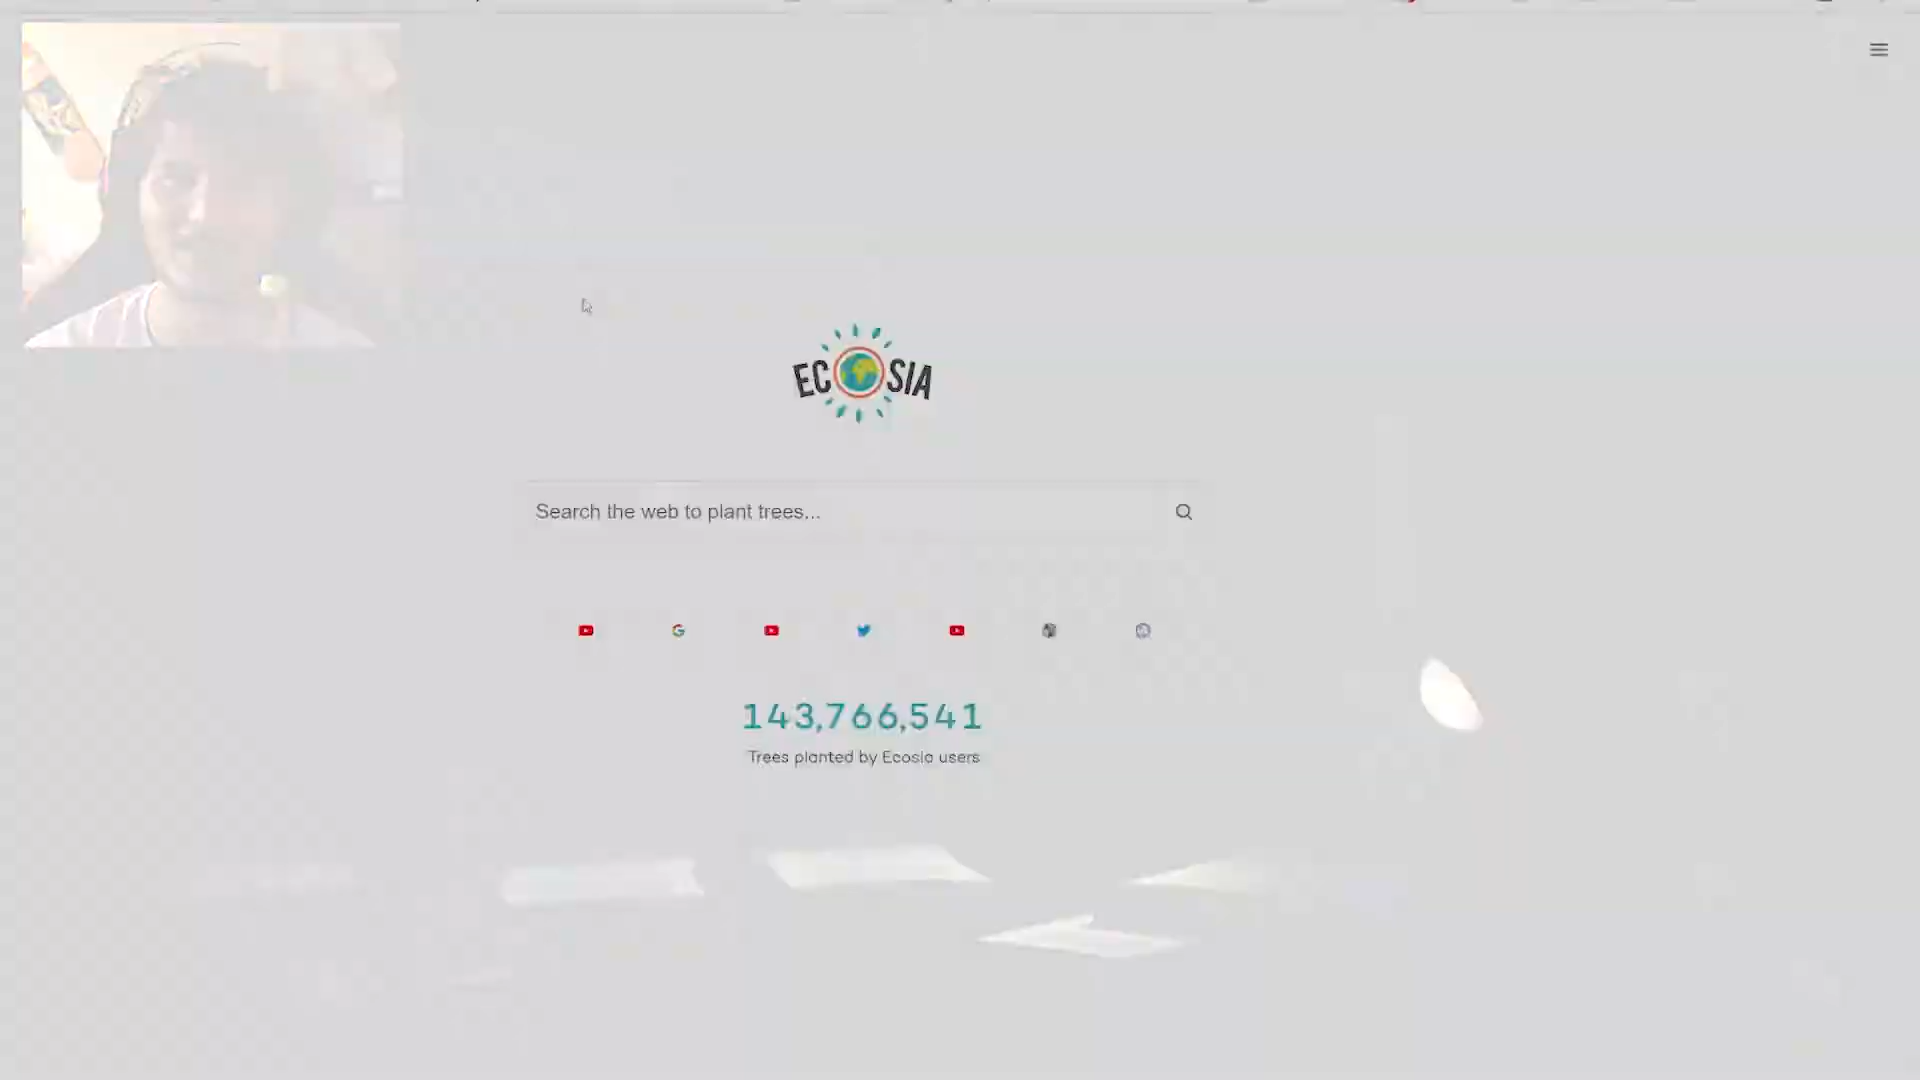 ECOSIA
Search the web to plant trees...
143,766,541
Trees planted by Ecosia users